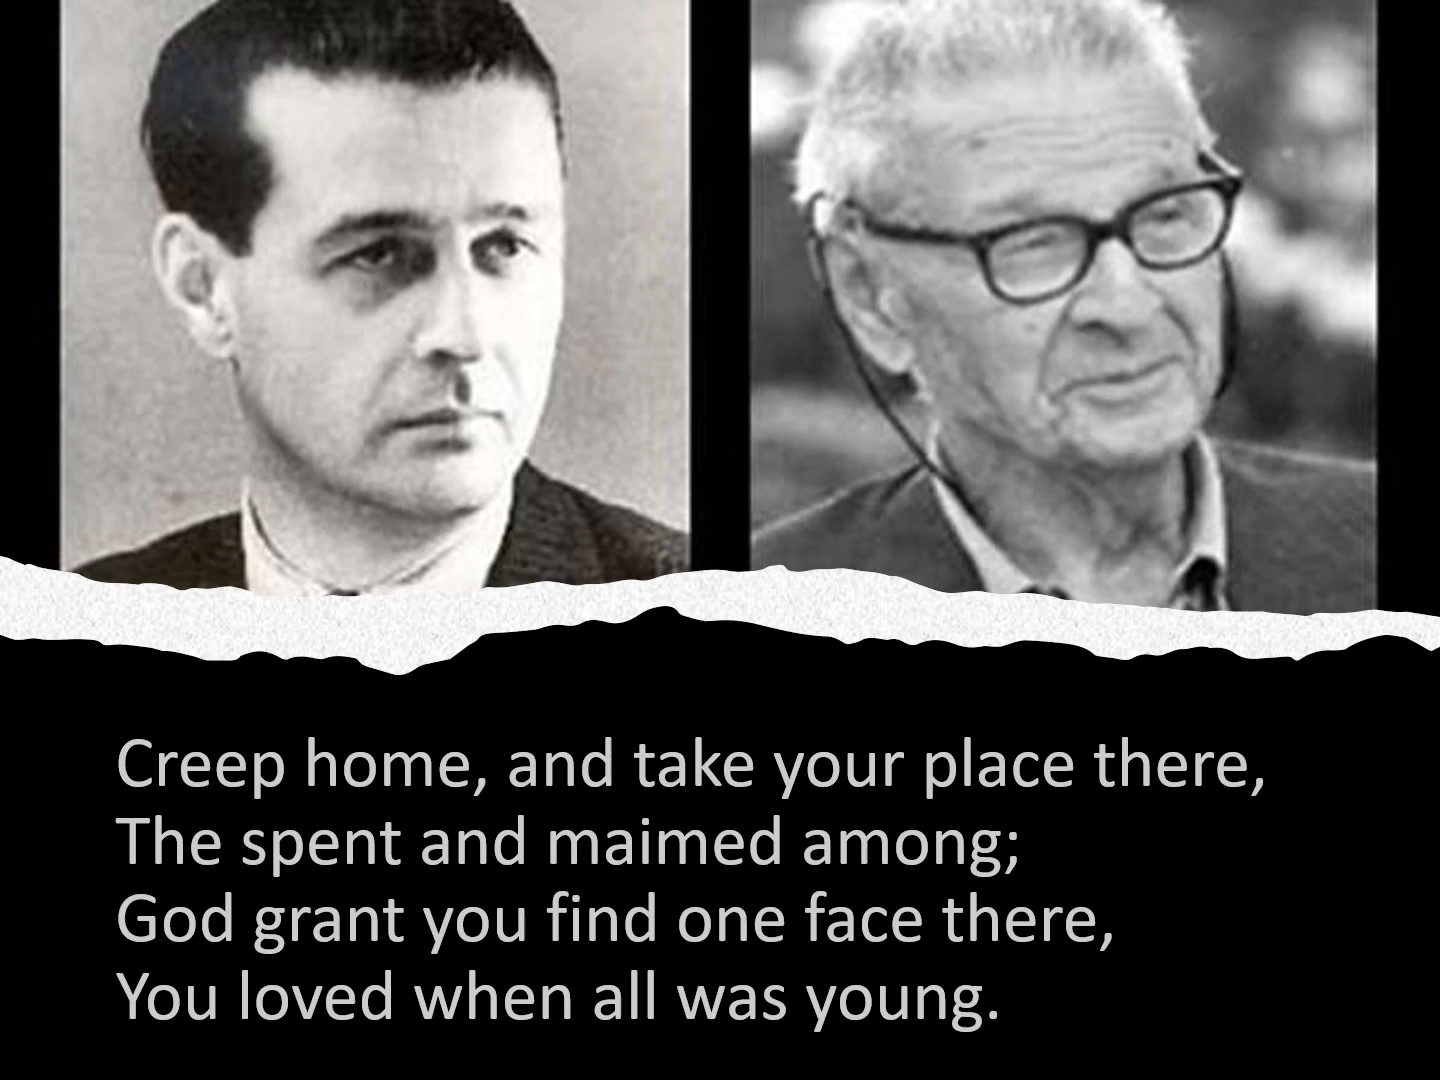 Creep home, and take your place there,
The spent and maimed among;
God grant you find one face there,
You loved when all was young.